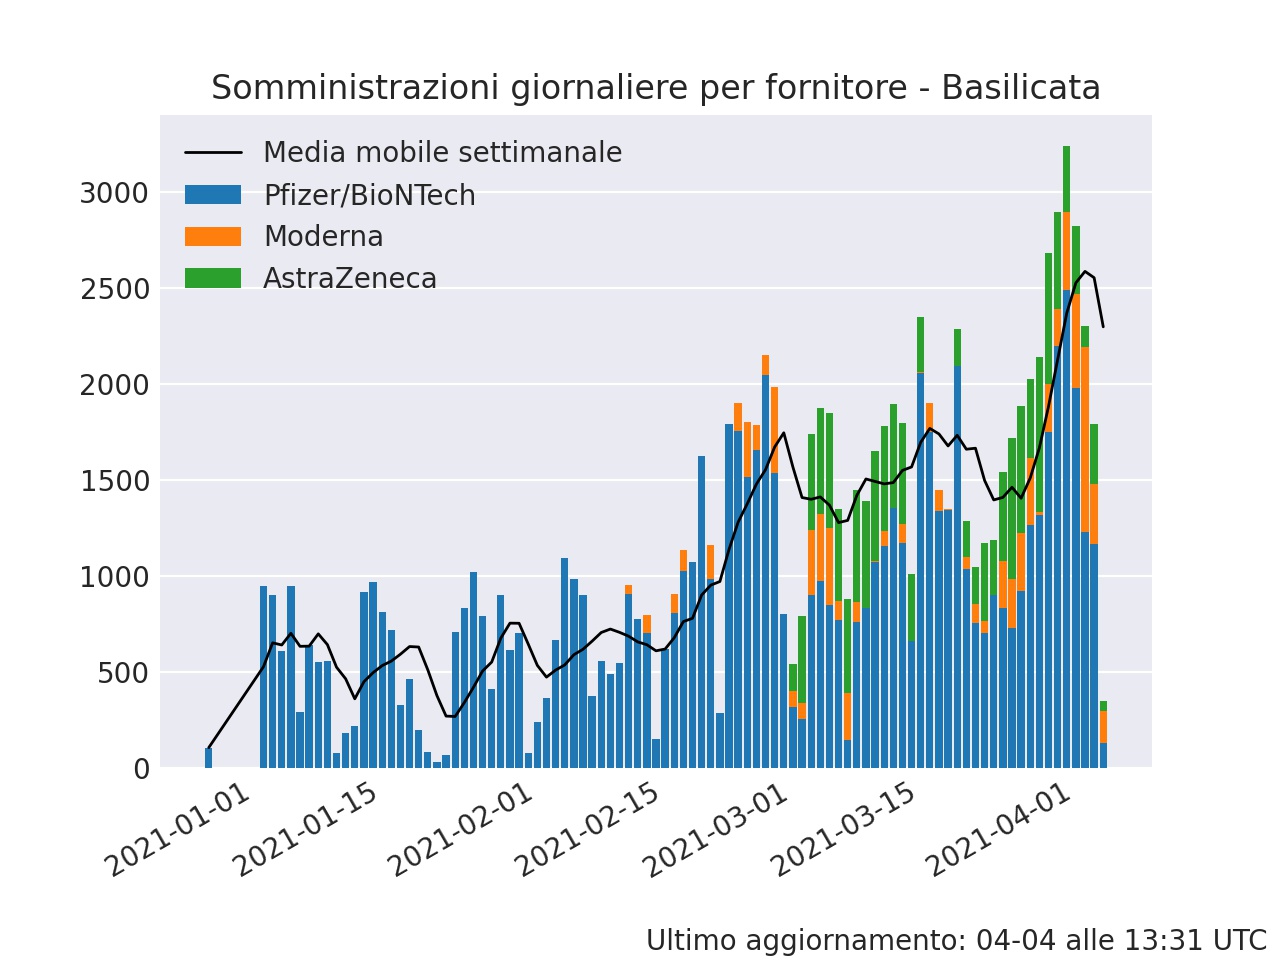 Somministrazioni giornaliere per fornitore - Basilicata
Media mobile settimanale
Pfizer/BioNTech
Moderna
AstraZeneca
3000
2500
2000
1500
1000
500
0
2021-01-01
2021-01-15
2021-02-01
2021-02-15
2021-03-01
2021-03-15
2021-04-01
Ultimo aggiornamento: 04-04 alle 13:31 UTC